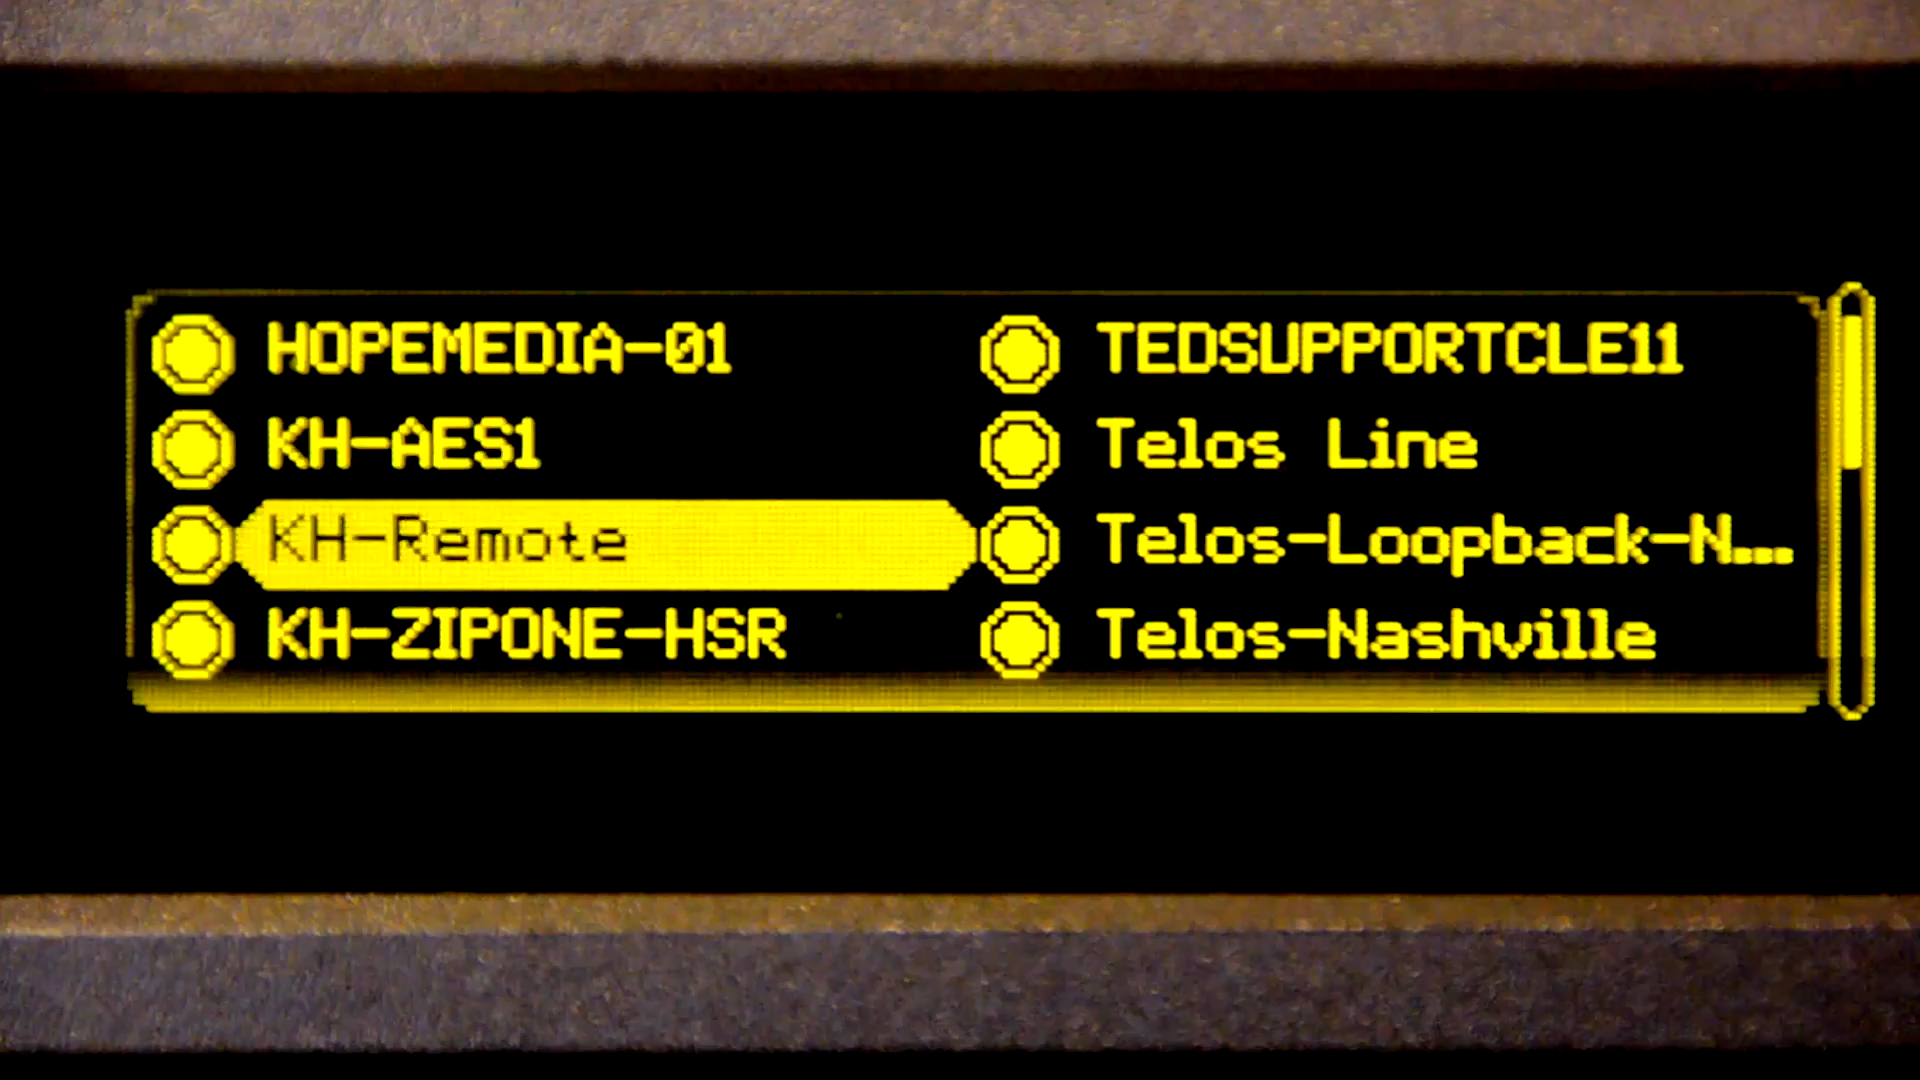 HOPEMEDIA-01
KH-AES1
KH-Remote
KH-ZIPONE-HSR
TEDSUPPORTCLE11
Telos Line
Telos-Loopback-N...
Telos-Nashville